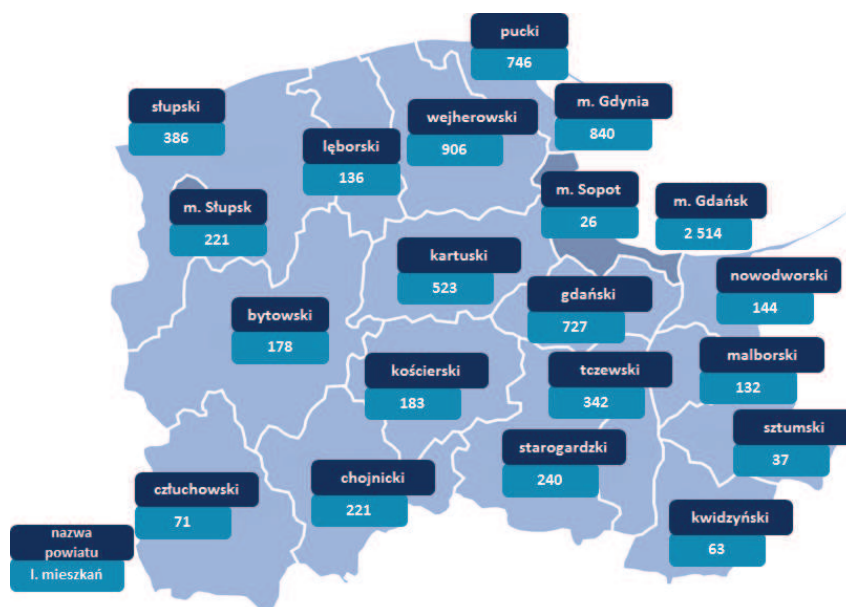 pucki
746
słupski
386
m. Gdynia
840
wejherowski
906
lęborski
136
m. Sopot
26
m. Gdańsk
2 514
m. Słupsk
221
kartuski
523
nowodworski
144
gdański
727
bytowski
178
malborski
132
kościerski
183
tczewski
342
sztumski
37
starogardzki
240
chojnicki
221
człuchowski
71
kwidzyński
63
nazwa
powiatu
l. mieszkań